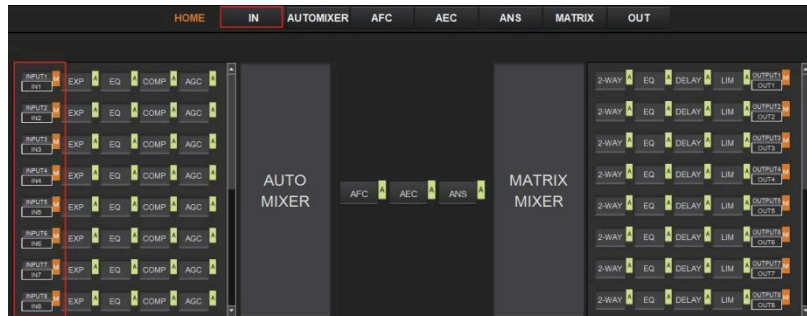 HOME IN AUTOMIXER AFC AEC ANS MATRIX OUT
INPUT1 M EXP A EQ A COMP A AGC A
IN1
INPUT2 M EXP A EQ A COMP A AGC A
IN2
INPUT3 M EXP A EQ A COMP A AGC A
IN3
INPUT4 M EXP A EQ A COMP A AGC A
IN4
INPUT5 M EXP A EQ A COMP A AGC A
IN5
INPUT6 M EXP A EQ A COMP A AGC A
IN6
INPUT7 M EXP A EQ A COMP A AGC A
IN7
INPUT8 M EXP A EQ A COMP A AGC A
IN8
AUTO
MIXER
AFC A AEC A ANS A
MATRIX
MIXER
2-WAY A EQ A DELAY A LIM A OUTPUT1 M
OUT1
2-WAY A EQ A DELAY A LIM A OUTPUT2 M
OUT2
2-WAY A EQ A DELAY A LIM A OUTPUT3 M
OUT3
2-WAY A EQ A DELAY A LIM A OUTPUT4 M
OUT4
2-WAY A EQ A DELAY A LIM A OUTPUT5 M
OUT5
2-WAY A EQ A DELAY A LIM A OUTPUT6 M
OUT6
2-WAY A EQ A DELAY A LIM A OUTPUT7 M
OUT7
2-WAY A EQ A DELAY A LIM A OUTPUT8 M
OUT8